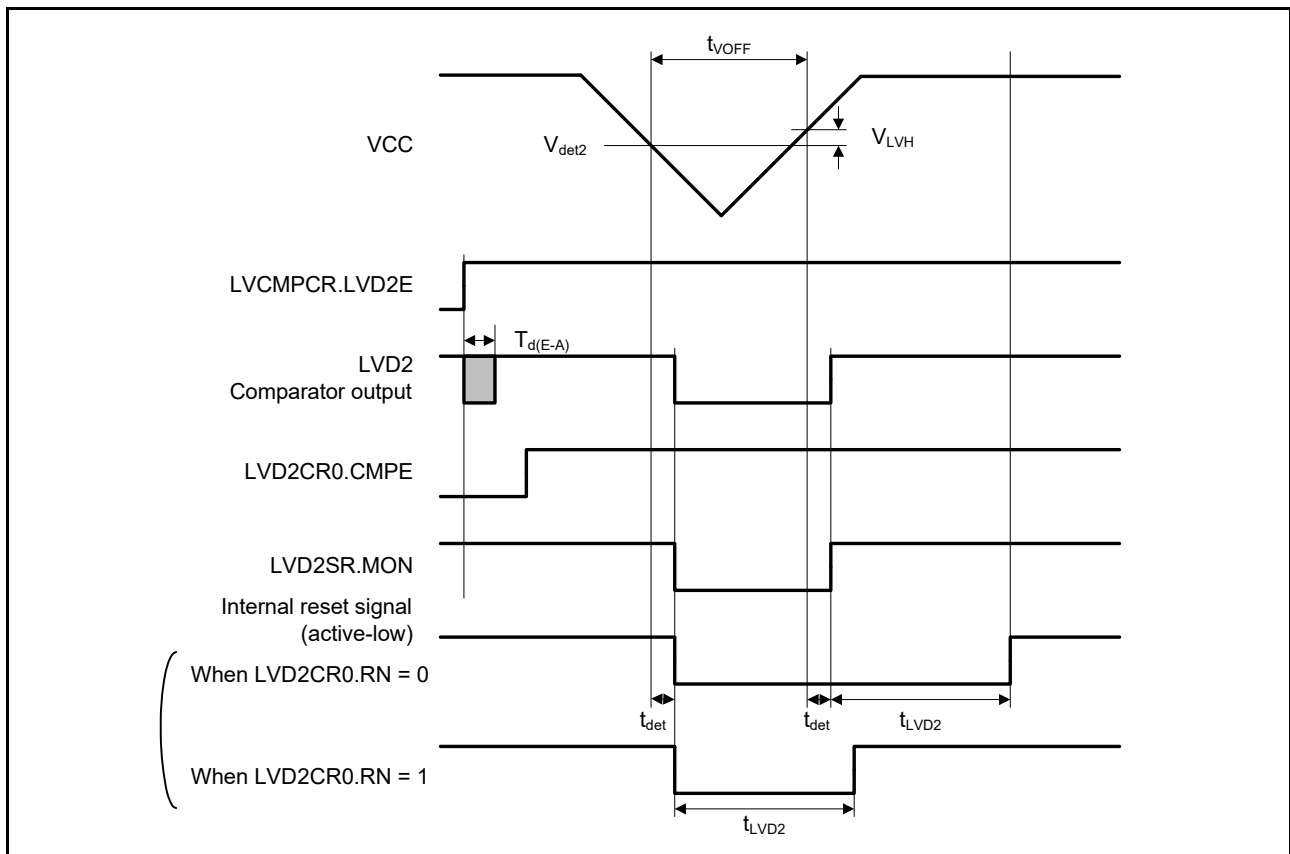 tVOFF
VCC
Vdet2
VLVH
LVCMPCR.LVD2E
Td(E-A)
LVD2
Comparator output
LVD2CR0.CMPE
LVD2SR.MON
Internal reset signal
(active-low)
When LVD2CR0.RN = 0
tdet
tdet
tLVD2
When LVD2CR0.RN = 1
tLVD2